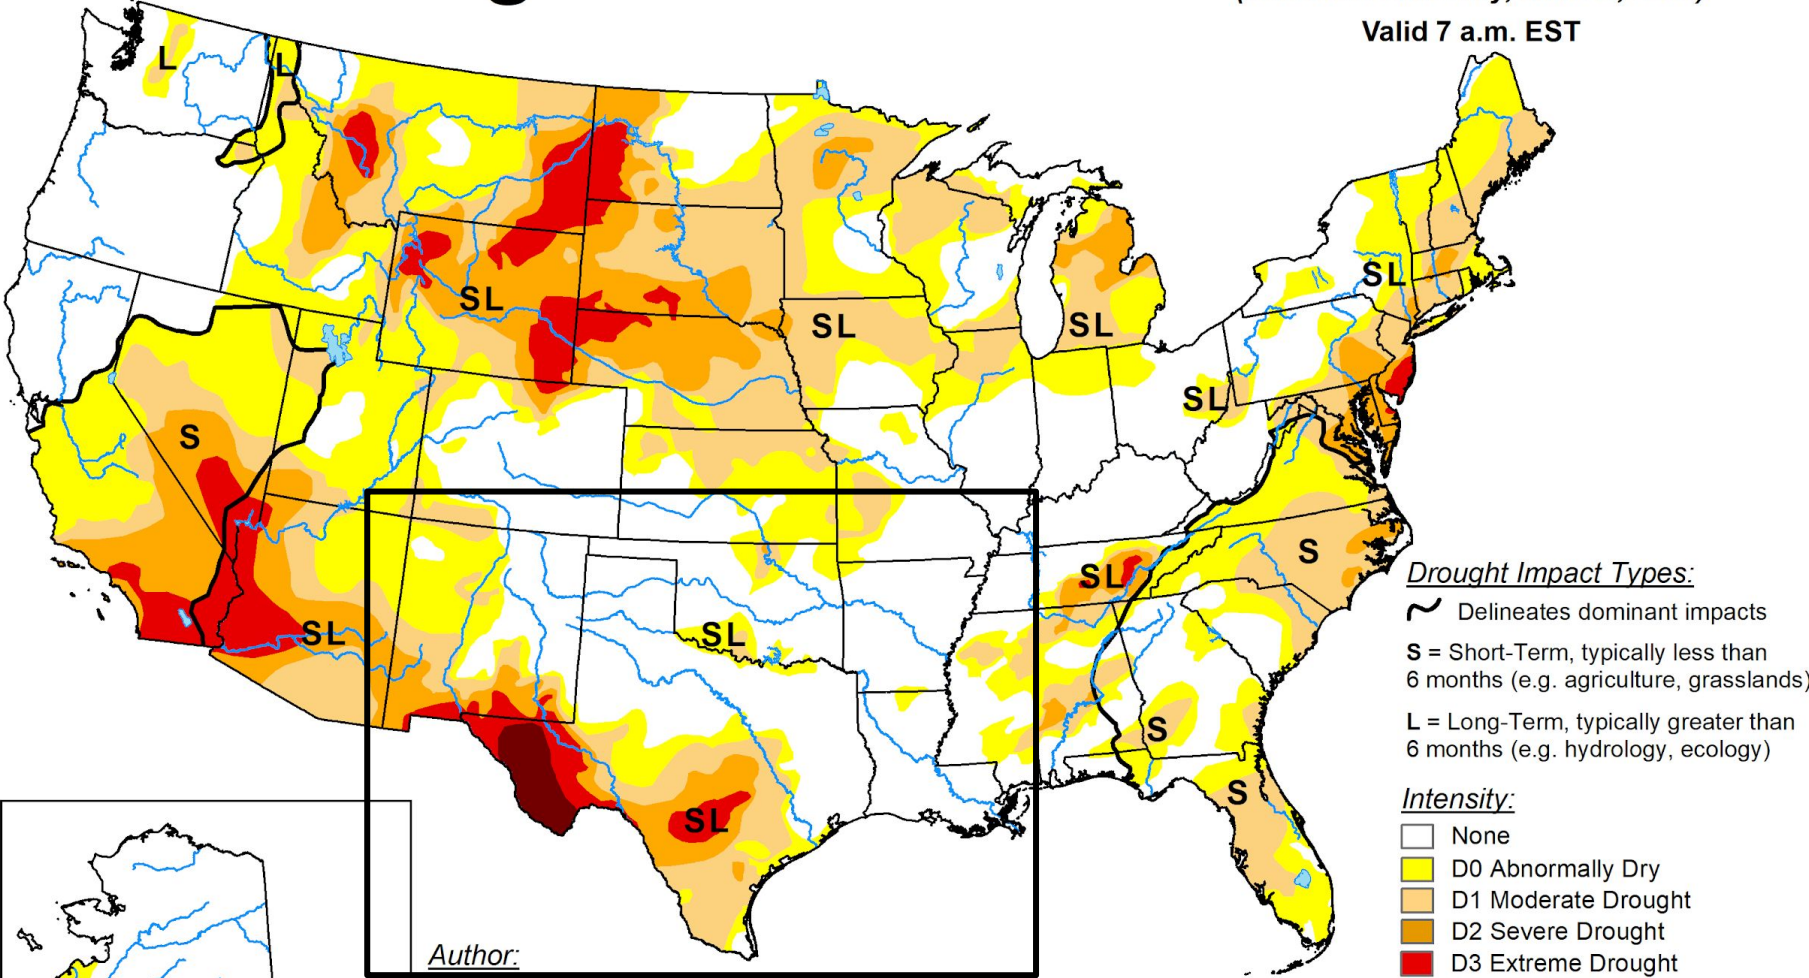 Valid 7 a.m. EST
L
L
S
SL
SL
SL
SL
SL
SL
SL
SL
SL
S
S
S
Drought Impact Types:
Delineates dominant impacts
S = Short-Term, typically less than
6 months (e.g. agriculture, grasslands)
L = Long-Term, typically greater than
6 months (e.g. hydrology, ecology)
Intensity:
None
D0 Abnormally Dry
D1 Moderate Drought
D2 Severe Drought
D3 Extreme Drought
Author: